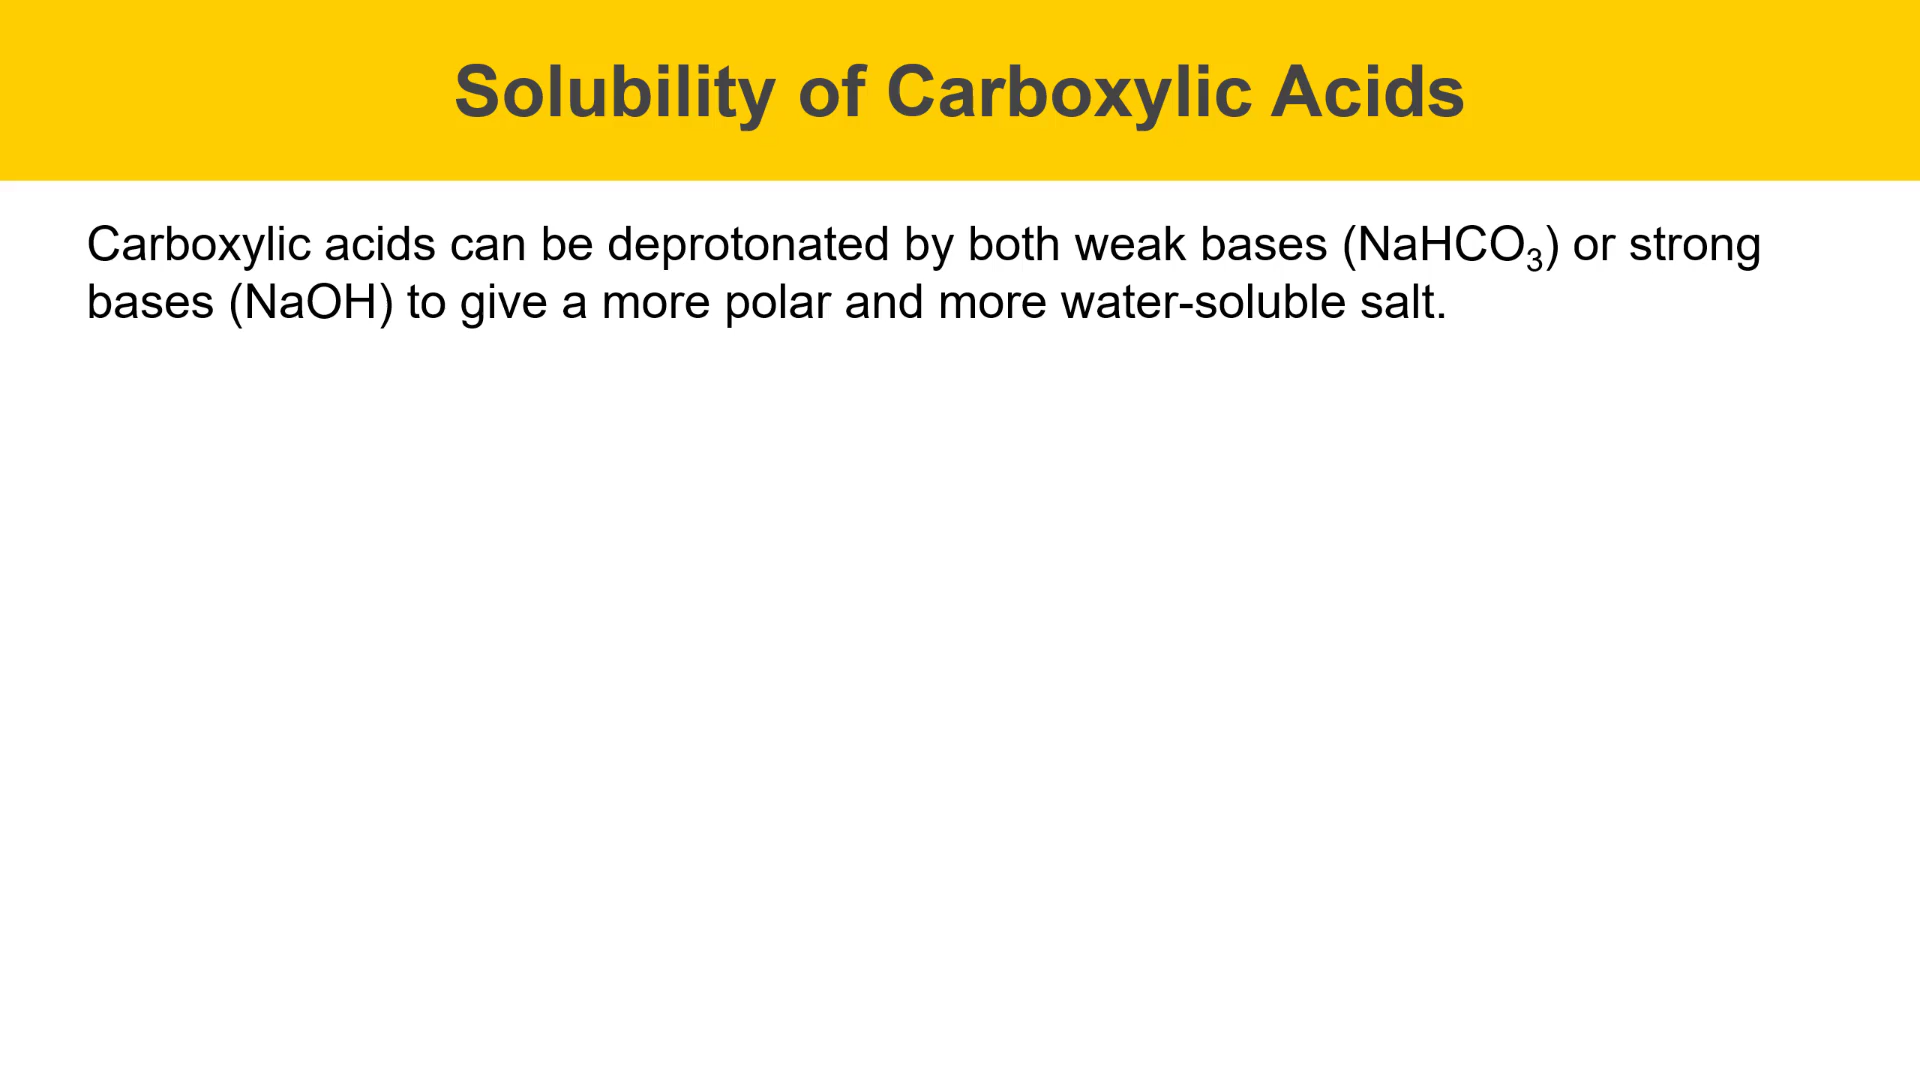 Solubility of Carboxylic Acids
Carboxylic acids can be deprotonated by both weak bases (NaHCO₃) or strong
bases (NaOH) to give a more polar and more water-soluble salt.